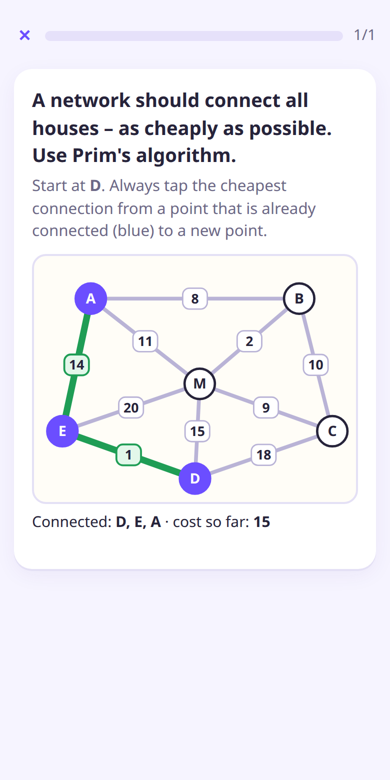 ✕ 1/1
A network should connect all
houses – as cheaply as possible.
Use Prim's algorithm.
Start at D. Always tap the cheapest
connection from a point that is already
connected (blue) to a new point.
A 8 B
11 2
14 10
M
20 9
E 15 C
1 18
D
Connected: D, E, A · cost so far: 15